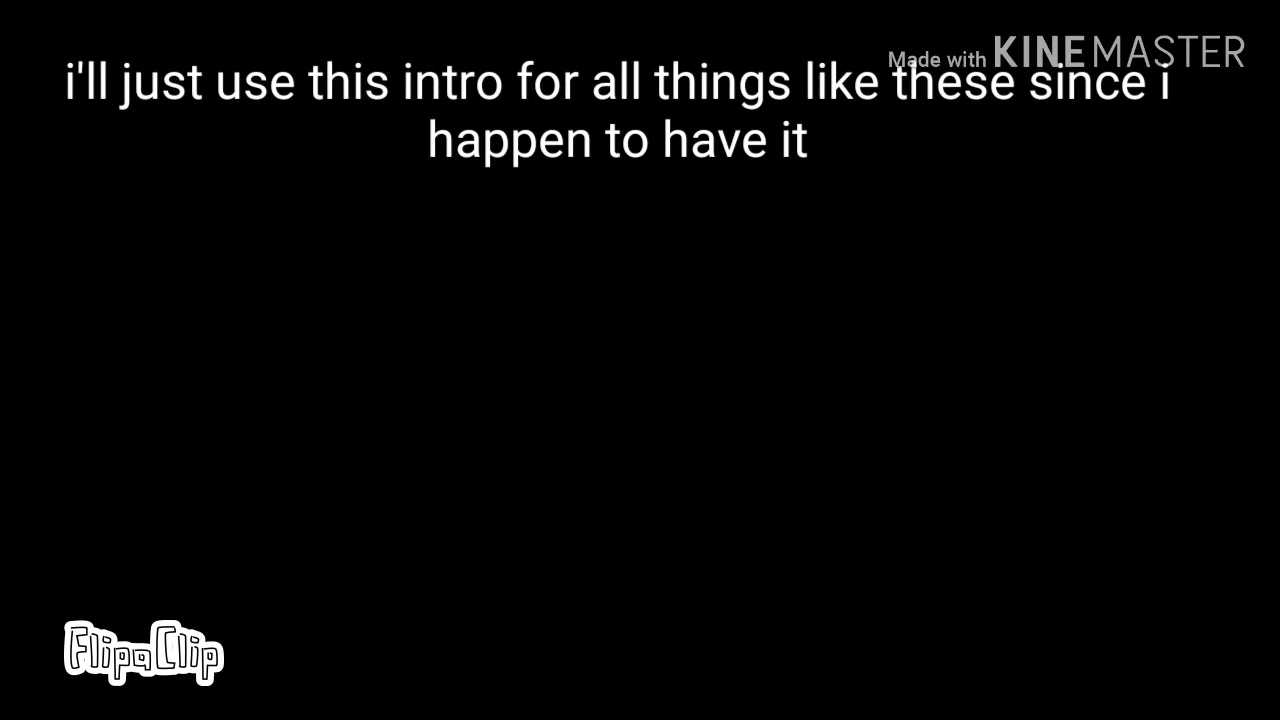 Made with KINEMASTER
i'll just use this intro for all things like these since i
happen to have it
FlipaClip